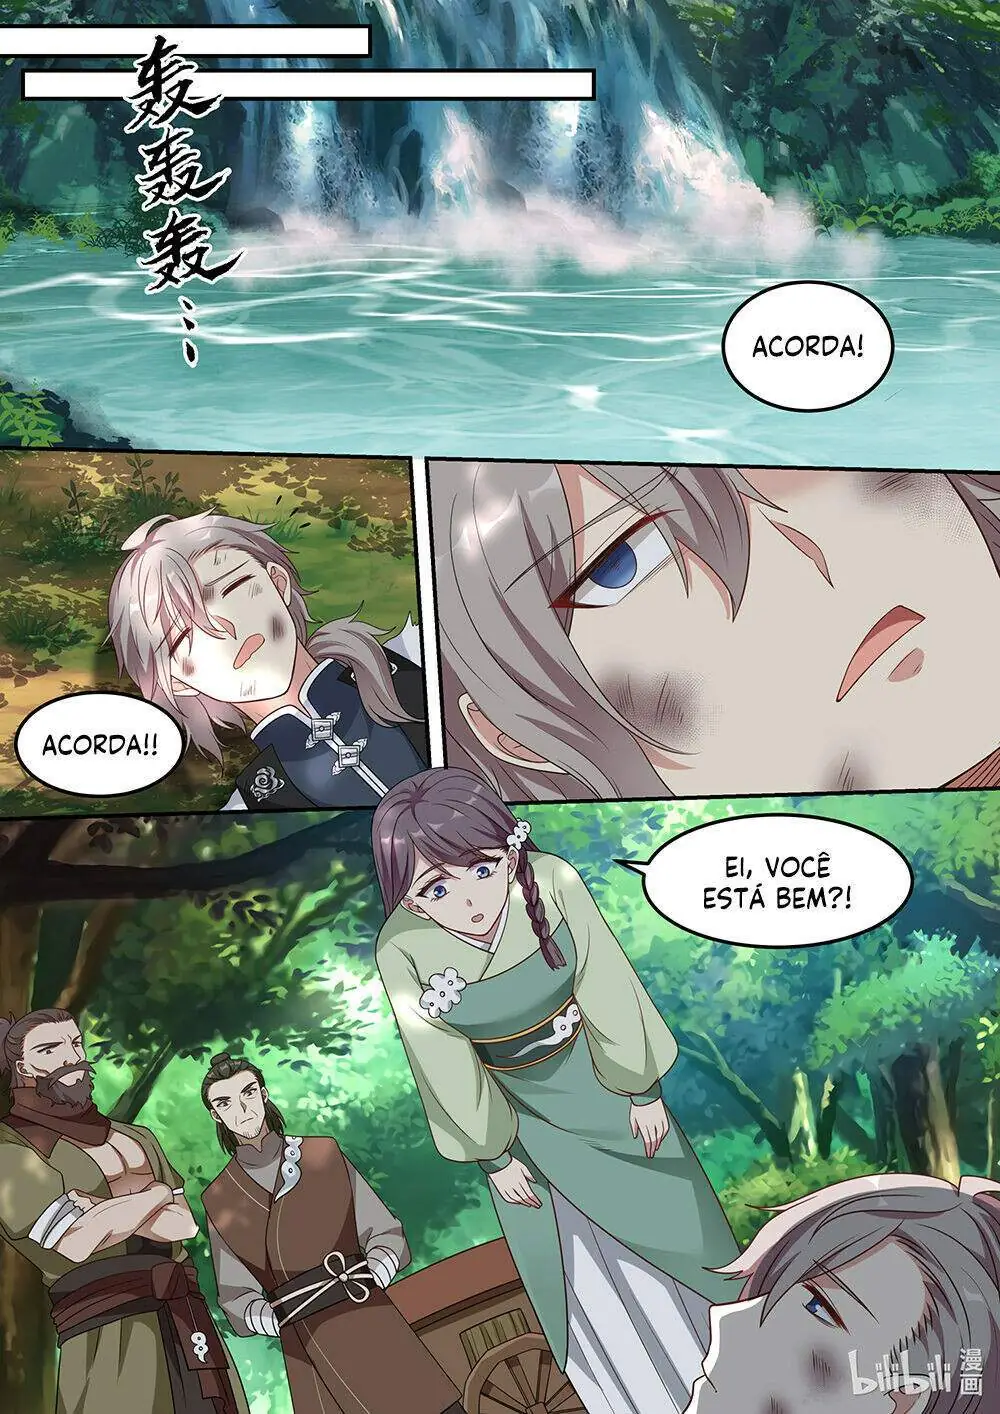 轰
轰
轰
...
ACORDA!
ACORDA!!
EI, VOCÊ
ESTÁ BEM?!
bilibili 漫画